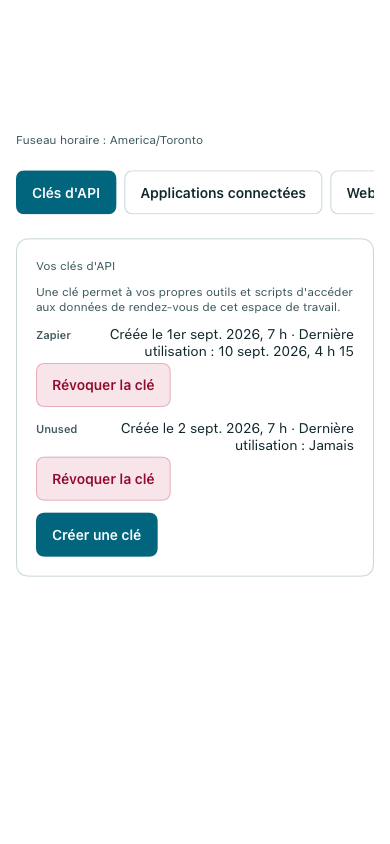 Fuseau horaire : America/Toronto
Clés d'API
Applications connectées
Web
Vos clés d'API
Une clé permet à vos propres outils et scripts d'accéder
aux données de rendez-vous de cet espace de travail.
Zapier
Créée le 1er sept. 2026, 7 h · Dernière
utilisation : 10 sept. 2026, 4 h 15
Révoquer la clé
Unused
Créée le 2 sept. 2026, 7 h · Dernière
utilisation : Jamais
Révoquer la clé
Créer une clé